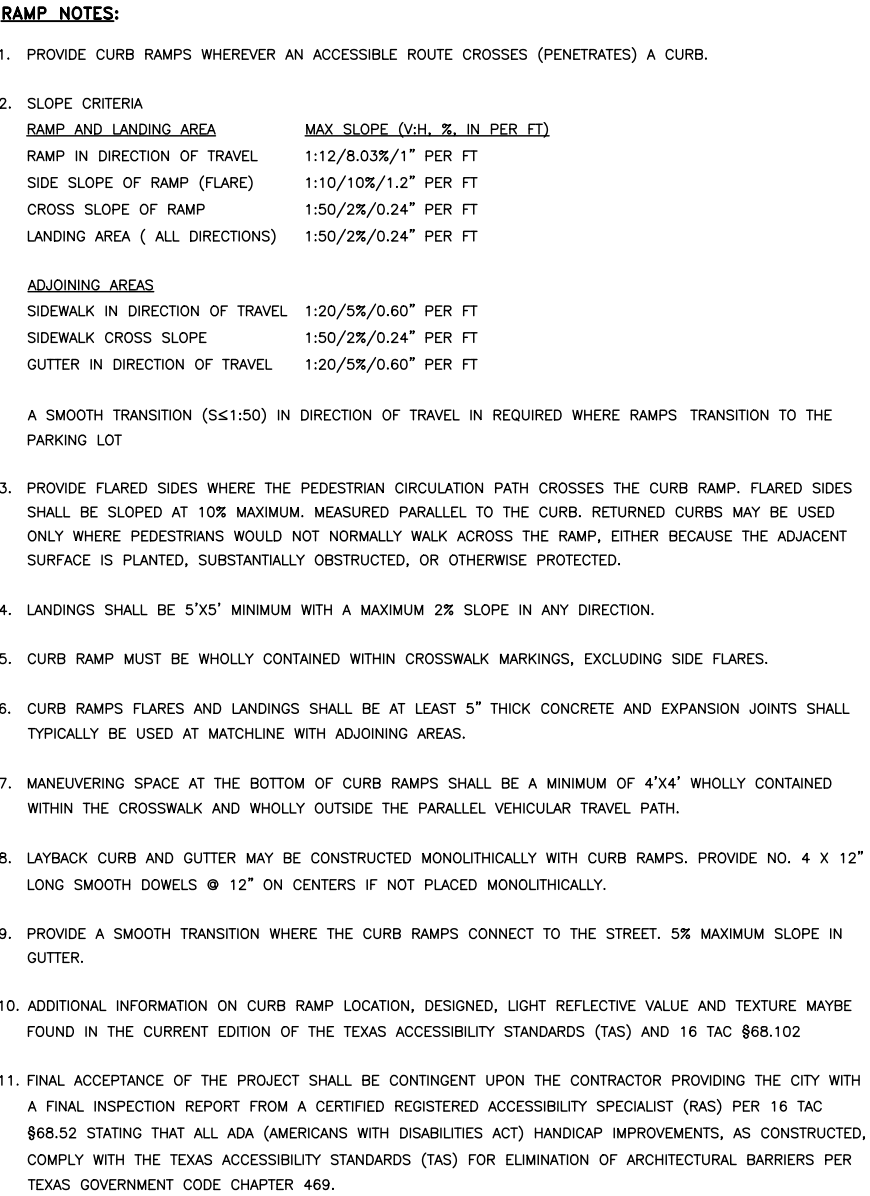 RAMP NOTES:
1. PROVIDE CURB RAMPS WHEREVER AN ACCESSIBLE ROUTE CROSSES (PENETRATES) A CURB.
2. SLOPE CRITERIA
RAMP AND LANDING AREA MAX SLOPE (V:H, %, IN PER FT)
RAMP IN DIRECTION OF TRAVEL 1:12/8.03%/1" PER FT
SIDE SLOPE OF RAMP (FLARE) 1:10/10%/1.2" PER FT
CROSS SLOPE OF RAMP 1:50/2%/0.24" PER FT
LANDING AREA ( ALL DIRECTIONS) 1:50/2%/0.24" PER FT
ADJOINING AREAS
SIDEWALK IN DIRECTION OF TRAVEL 1:20/5%/0.60" PER FT
SIDEWALK CROSS SLOPE 1:50/2%/0.24" PER FT
GUTTER IN DIRECTION OF TRAVEL 1:20/5%/0.60" PER FT
A SMOOTH TRANSITION (S≤1:50) IN DIRECTION OF TRAVEL IN REQUIRED WHERE RAMPS TRANSITION TO THE
PARKING LOT
3. PROVIDE FLARED SIDES WHERE THE PEDESTRIAN CIRCULATION PATH CROSSES THE CURB RAMP. FLARED SIDES
SHALL BE SLOPED AT 10% MAXIMUM. MEASURED PARALLEL TO THE CURB. RETURNED CURBS MAY BE USED
ONLY WHERE PEDESTRIANS WOULD NOT NORMALLY WALK ACROSS THE RAMP, EITHER BECAUSE THE ADJACENT
SURFACE IS PLANTED, SUBSTANTIALLY OBSTRUCTED, OR OTHERWISE PROTECTED.
4. LANDINGS SHALL BE 5'X5' MINIMUM WITH A MAXIMUM 2% SLOPE IN ANY DIRECTION.
5. CURB RAMP MUST BE WHOLLY CONTAINED WITHIN CROSSWALK MARKINGS, EXCLUDING SIDE FLARES.
6. CURB RAMPS FLARES AND LANDINGS SHALL BE AT LEAST 5" THICK CONCRETE AND EXPANSION JOINTS SHALL
TYPICALLY BE USED AT MATCHLINE WITH ADJOINING AREAS.
7. MANEUVERING SPACE AT THE BOTTOM OF CURB RAMPS SHALL BE A MINIMUM OF 4'X4' WHOLLY CONTAINED
WITHIN THE CROSSWALK AND WHOLLY OUTSIDE THE PARALLEL VEHICULAR TRAVEL PATH.
8. LAYBACK CURB AND GUTTER MAY BE CONSTRUCTED MONOLITHICALLY WITH CURB RAMPS. PROVIDE NO. 4 X 12"
LONG SMOOTH DOWELS @ 12" ON CENTERS IF NOT PLACED MONOLITHICALLY.
9. PROVIDE A SMOOTH TRANSITION WHERE THE CURB RAMPS CONNECT TO THE STREET. 5% MAXIMUM SLOPE IN
GUTTER.
10. ADDITIONAL INFORMATION ON CURB RAMP LOCATION, DESIGNED, LIGHT REFLECTIVE VALUE AND TEXTURE MAYBE
FOUND IN THE CURRENT EDITION OF THE TEXAS ACCESSIBILITY STANDARDS (TAS) AND 16 TAC §68.102
11. FINAL ACCEPTANCE OF THE PROJECT SHALL BE CONTINGENT UPON THE CONTRACTOR PROVIDING THE CITY WITH
A FINAL INSPECTION REPORT FROM A CERTIFIED REGISTERED ACCESSIBILITY SPECIALIST (RAS) PER 16 TAC
§68.52 STATING THAT ALL ADA (AMERICANS WITH DISABILITIES ACT) HANDICAP IMPROVEMENTS, AS CONSTRUCTED,
COMPLY WITH THE TEXAS ACCESSIBILITY STANDARDS (TAS) FOR ELIMINATION OF ARCHITECTURAL BARRIERS PER
TEXAS GOVERNMENT CODE CHAPTER 469.